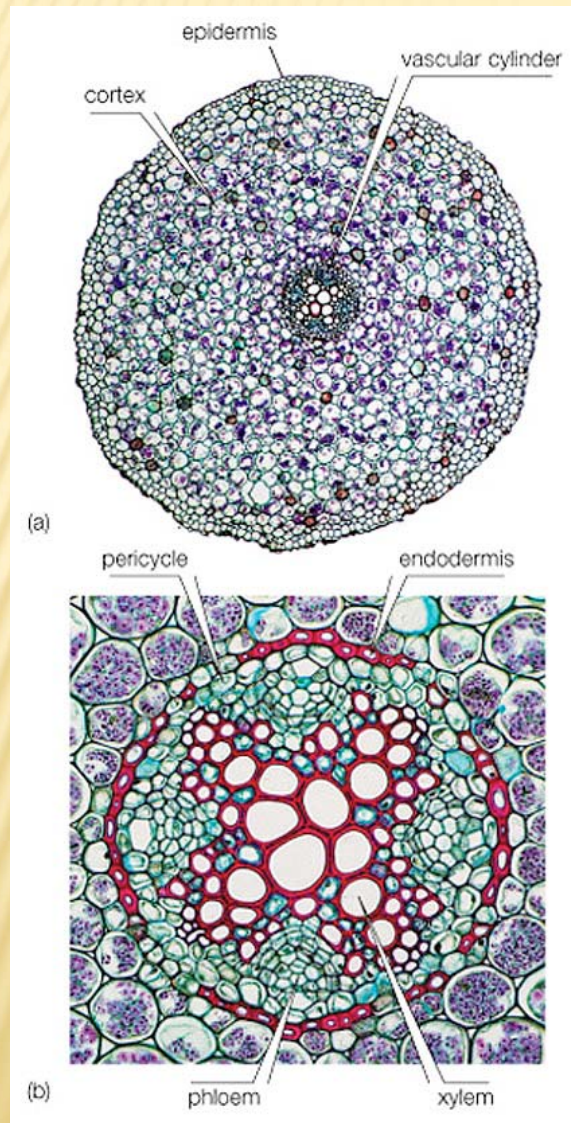 epidermis
vascular cylinder
cortex
(a)
pericycle
endodermis
(b)
phloem
xylem